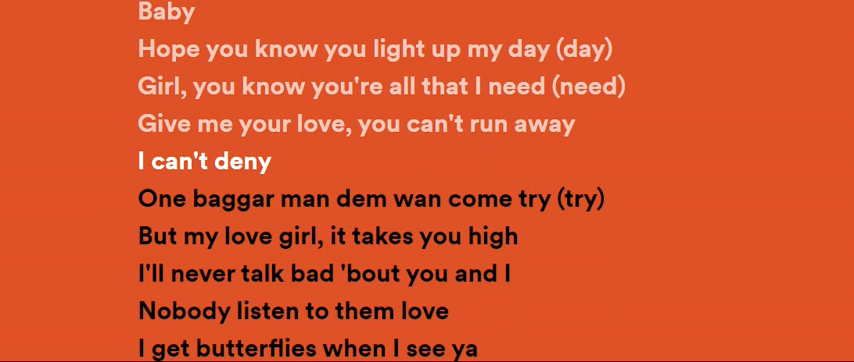 Baby
Hope you know you light up my day (day)
Girl, you know you're all that I need (need)
Give me your love, you can't run away
I can't deny
One baggar man dem wan come try (try)
But my love girl, it takes you high
I'll never talk bad 'bout you and I
Nobody listen to them love
I get butterflies when I see ya